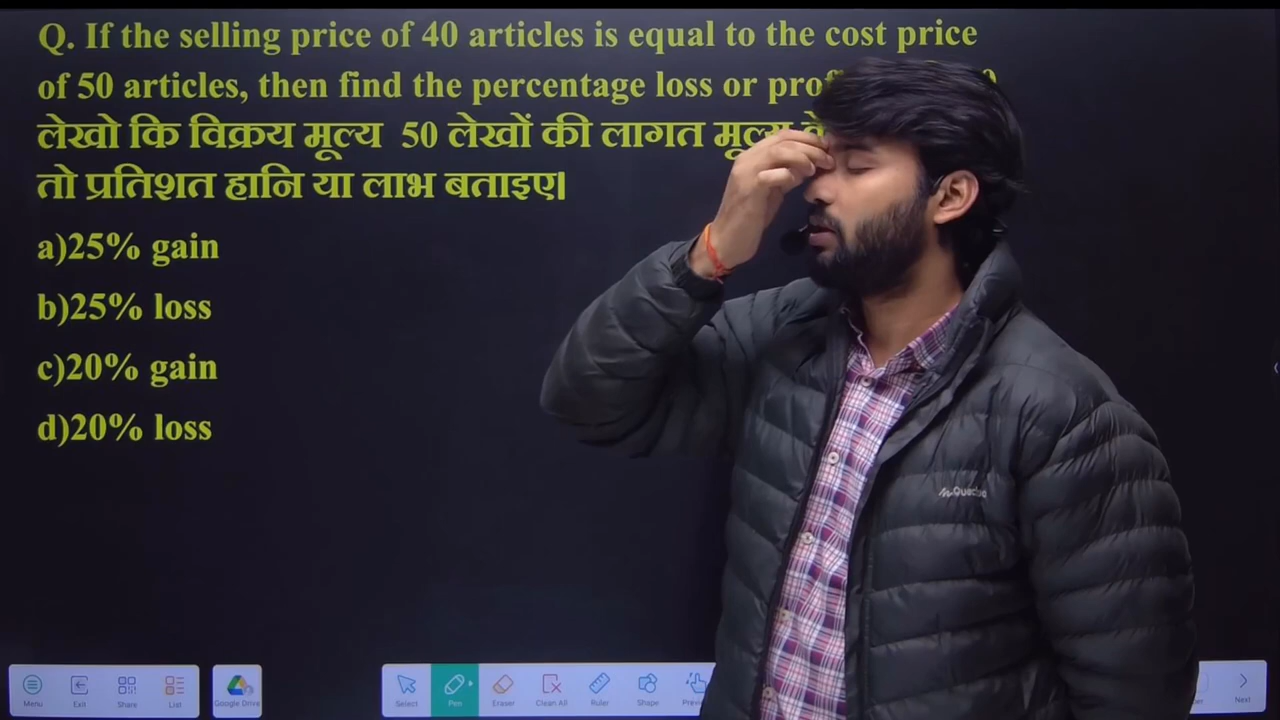 Q. If the selling price of 40 articles is equal to the cost price
of 50 articles, then find the percentage loss or
लेखो कि विक्रय मूल्य 50 लेखों की लागत मूल्य
तो प्रतिशत हानि या लाभ बताइए|
a)25% gain
b)25% loss
c)20% gain
d)20% loss
Menu Exit Share List Google Drive Select Pen Eraser Clean All Ruler Shape Next